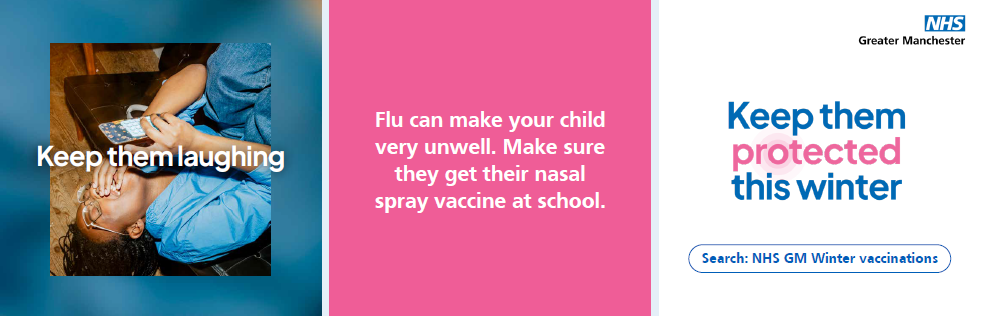 Keep them laughing
Flu can make your child
very unwell. Make sure
they get their nasal
spray vaccine at school.
NHS
Greater Manchester
Keep them
protected
this winter
Search: NHS GM Winter vaccinations